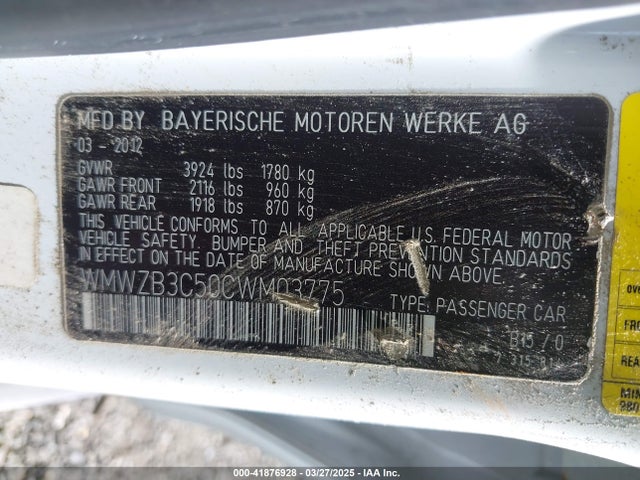 MFD BY BAYERISCHE MOTOREN WERKE AG
03 - 2012
GVWR 3924 lbs 1780 kg
GAWR FRONT 2116 lbs 960 kg
GAWR REAR 1918 lbs 870 kg
THIS VEHICLE CONFORMS TO ALL APPLICABLE U.S. FEDERAL MOTOR
VEHICLE SAFETY, BUMPER AND THEFT PREVENTION STANDARDS
IN EFFECT ON THE DATE OF MANUFACTURE SHOWN ABOVE.
WMWZB3C50CWM03775
TYPE: PASSENGER CAR
B15 / 0
7 315
MIN
000-41876928 | 03/27/2025 | IAA Inc.